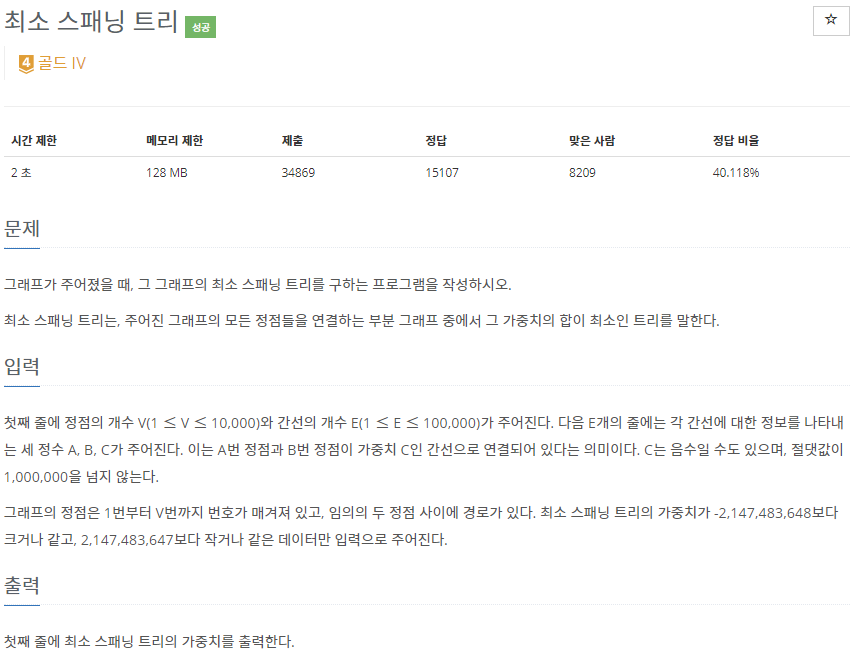 최소 스패닝 트리 성공
☆
4 골드 IV
시간 제한 메모리 제한 제출 정답 맞은 사람 정답 비율
2 초 128 MB 34869 15107 8209 40.118%
문제
그래프가 주어졌을 때, 그 그래프의 최소 스패닝 트리를 구하는 프로그램을 작성하시오.
최소 스패닝 트리는, 주어진 그래프의 모든 정점들을 연결하는 부분 그래프 중에서 그 가중치의 합이 최소인 트리를 말한다.
입력
첫째 줄에 정점의 개수 V(1 ≤ V ≤ 10,000)와 간선의 개수 E(1 ≤ E ≤ 100,000)가 주어진다. 다음 E개의 줄에는 각 간선에 대한 정보를 나타내
는 세 정수 A, B, C가 주어진다. 이는 A번 정점과 B번 정점이 가중치 C인 간선으로 연결되어 있다는 의미이다. C는 음수일 수도 있으며, 절댓값이
1,000,000을 넘지 않는다.
그래프의 정점은 1번부터 V번까지 번호가 매겨져 있고, 임의의 두 정점 사이에 경로가 있다. 최소 스패닝 트리의 가중치가 -2,147,483,648보다
크거나 같고, 2,147,483,647보다 작거나 같은 데이터만 입력으로 주어진다.
출력
첫째 줄에 최소 스패닝 트리의 가중치를 출력한다.